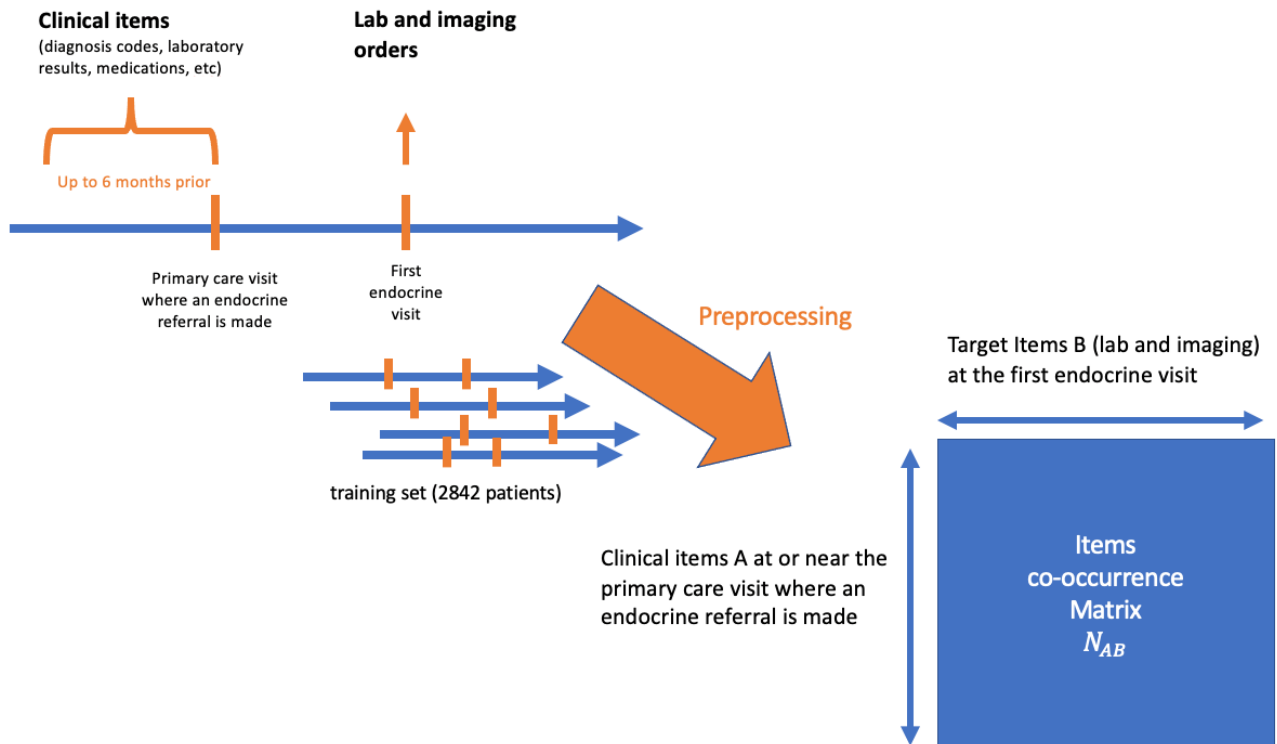 Clinical items
(diagnosis codes, laboratory
results, medications, etc)
Lab and imaging
orders
Up to 6 months prior
Primary care visit
where an endocrine
referral is made
First
endocrine
visit
Preprocessing
training set (2842 patients)
Target Items B (lab and imaging)
at the first endocrine visit
Clinical items A at or near the
primary care visit where an
endocrine referral is made
Items
co-occurrence
Matrix
N_AB